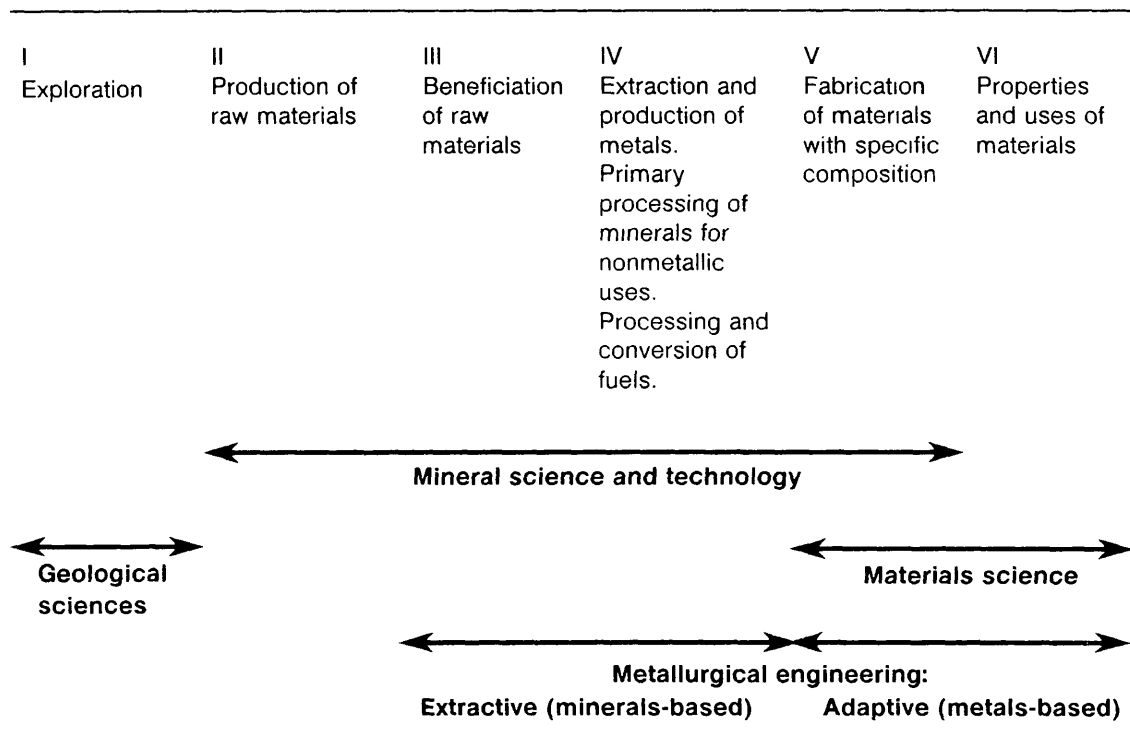 I
Exploration
II
Production of
raw materials
III
Beneficiation
of raw
materials
IV
Extraction and
production of
metals.
Primary
processing of
minerals for
nonmetallic
uses.
Processing and
conversion of
fuels.
V
Fabrication
of materials
with specific
composition
VI
Properties
and uses of
materials
Mineral science and technology
Geological
sciences
Materials science
Metallurgical engineering:
Extractive (minerals-based)
Adaptive (metals-based)